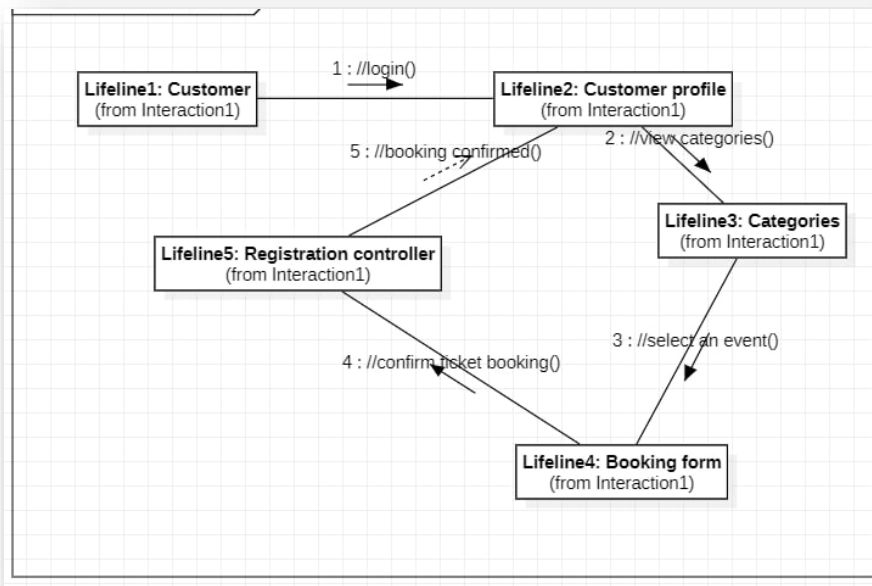 1 : //login()
Lifeline1: Customer
(from Interaction1)
Lifeline2: Customer profile
(from Interaction1)
2 : //view categories()
5 : //booking confirmed()
Lifeline3: Categories
(from Interaction1)
Lifeline5: Registration controller
(from Interaction1)
3 : //select an event()
4 : //confirm ticket booking()
Lifeline4: Booking form
(from Interaction1)